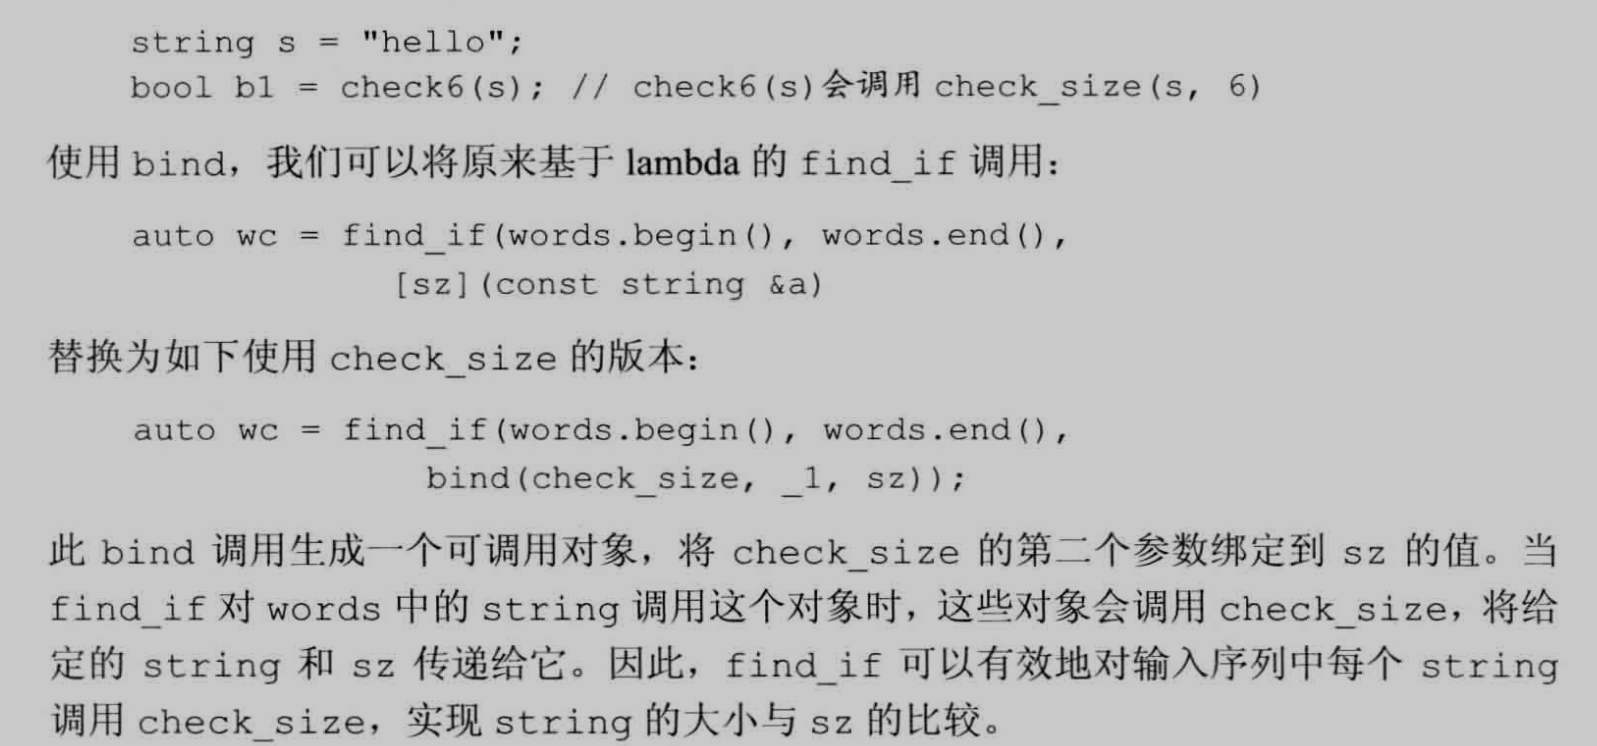 string s = "hello";
bool b1 = check6(s); // check6(s)会调用 check_size(s, 6)
使用 bind，我们可以将原来基于 lambda 的 find_if 调用：
auto wc = find_if(words.begin(), words.end(),
[sz](const string &a)
替换为如下使用 check_size 的版本：
auto wc = find_if(words.begin(), words.end(),
bind(check_size, _1, sz));
此 bind 调用生成一个可调用对象，将 check_size 的第二个参数绑定到 sz 的值。当
find_if 对 words 中的 string 调用这个对象时，这些对象会调用 check_size，将给
定的 string 和 sz 传递给它。因此，find_if 可以有效地对输入序列中每个 string
调用 check_size，实现 string 的大小与 sz 的比较。